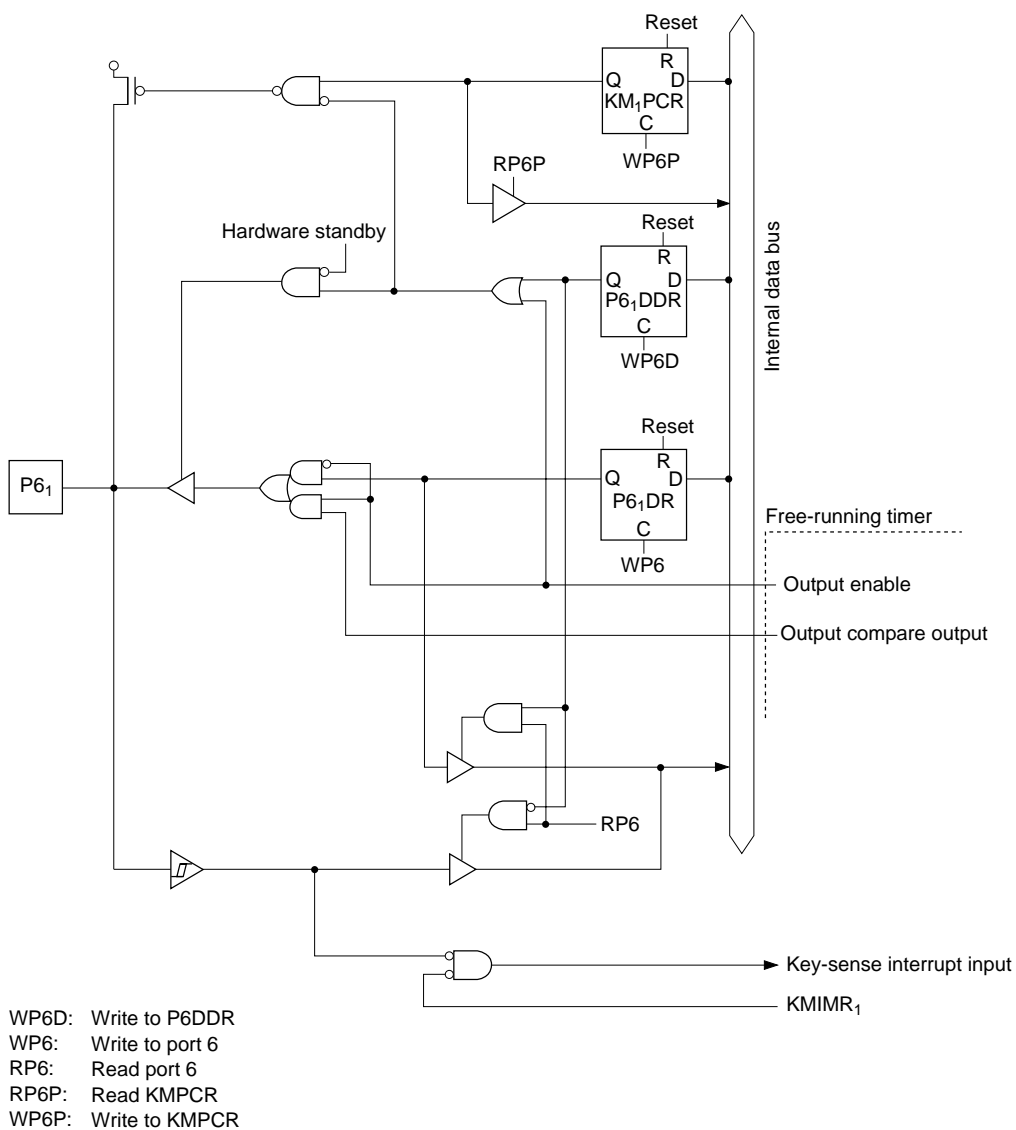 Reset
R
Q D
KM₁PCR
C
WP6P
RP6P
Hardware standby
Reset
R
Q D
P6₁DDR
C
WP6D
Internal data bus
Reset
R
Q D
P6₁DR
C
WP6
P6₁
Free-running timer
Output enable
Output compare output
RP6
Key-sense interrupt input
KMIMR₁
WP6D: Write to P6DDR
WP6: Write to port 6
RP6: Read port 6
RP6P: Read KMPCR
WP6P: Write to KMPCR